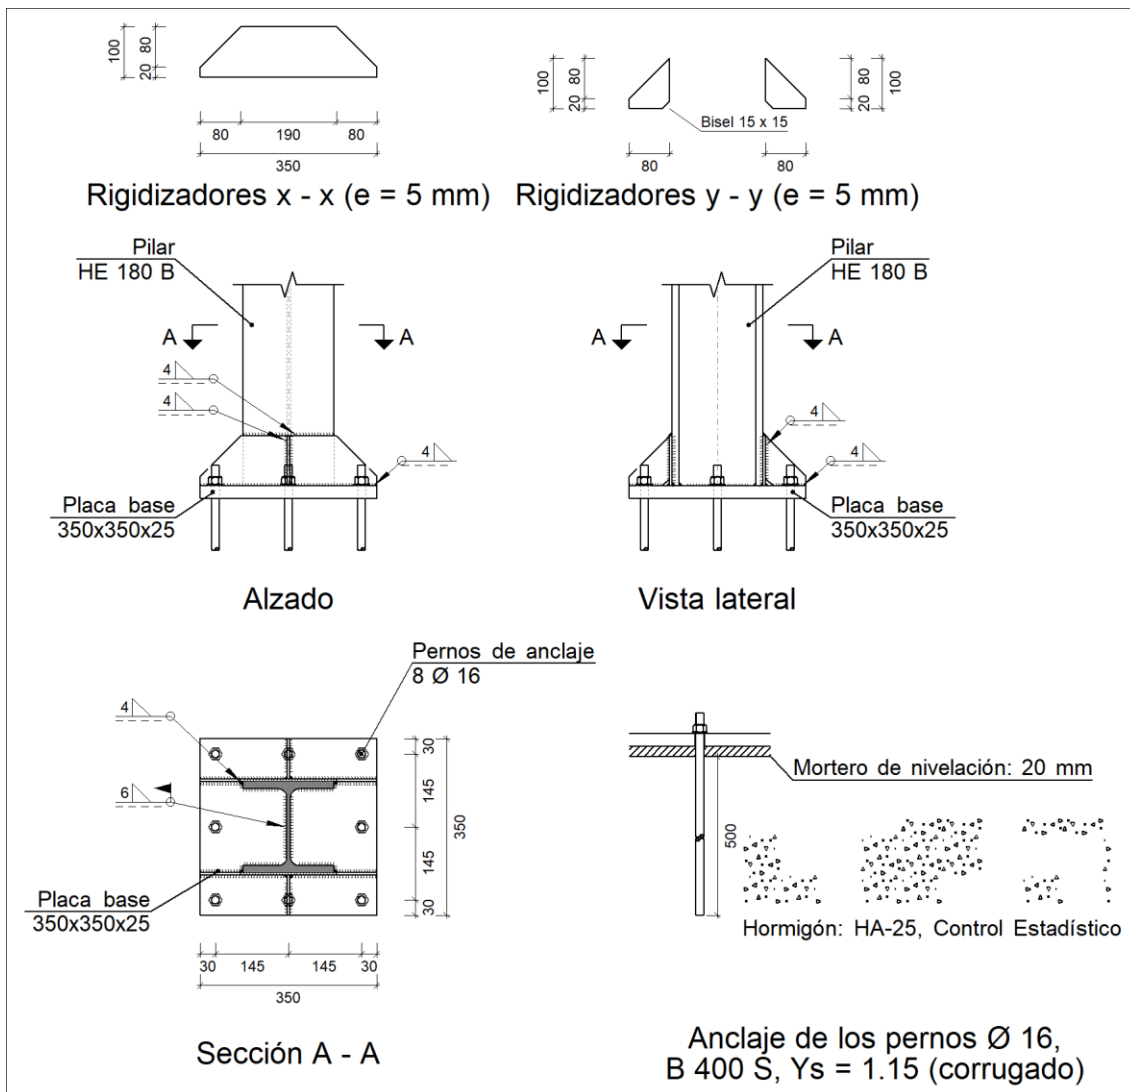 100
80
20
80
190
80
350
Rigidizadores x - x (e = 5 mm)
100
80
20
Bisel 15 x 15
80
80
80
20
100
Rigidizadores y - y (e = 5 mm)
Pilar
HE 180 B
A
A
4
4
4
Placa base
350x350x25
Alzado
Pilar
HE 180 B
A
A
4
4
Placa base
350x350x25
Vista lateral
Pernos de anclaje
8 Ø 16
4
6
Placa base
350x350x25
30
145
145
30
350
30
145
145
30
350
Sección A - A
Mortero de nivelación: 20 mm
500
Hormigón: HA-25, Control Estadístico
Anclaje de los pernos Ø 16,
B 400 S, Ys = 1.15 (corrugado)